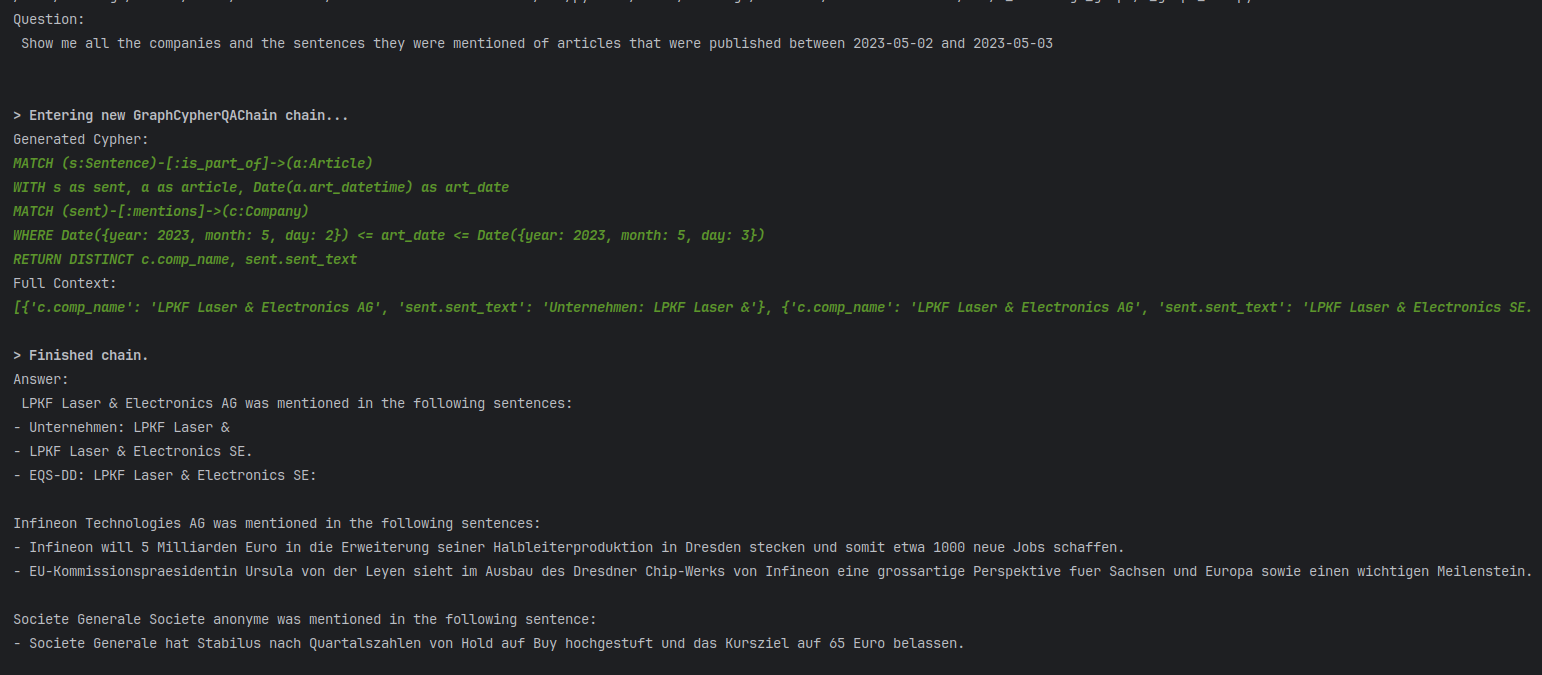 Question:
Show me all the companies and the sentences they were mentioned of articles that were published between 2023-05-02 and 2023-05-03
> Entering new GraphCypherQAChain chain...
Generated Cypher:
MATCH (s:Sentence)-[:is_part_of]->(a:Article)
WITH s as sent, a as article, Date(a.art_datetime) as art_date
MATCH (sent)-[:mentions]->(c:Company)
WHERE Date({year: 2023, month: 5, day: 2}) <= art_date <= Date({year: 2023, month: 5, day: 3})
RETURN DISTINCT c.comp_name, sent.sent_text
Full Context:
[{'c.comp_name': 'LPKF Laser & Electronics AG', 'sent.sent_text': 'Unternehmen: LPKF Laser &'}, {'c.comp_name': 'LPKF Laser & Electronics AG', 'sent.sent_text': 'LPKF Laser & Electronics SE.
> Finished chain.
Answer:
LPKF Laser & Electronics AG was mentioned in the following sentences:
- Unternehmen: LPKF Laser &
- LPKF Laser & Electronics SE.
- EQS-DD: LPKF Laser & Electronics SE:
Infineon Technologies AG was mentioned in the following sentences:
- Infineon will 5 Milliarden Euro in die Erweiterung seiner Halbleiterproduktion in Dresden stecken und somit etwa 1000 neue Jobs schaffen.
- EU-Kommissionspraesidentin Ursula von der Leyen sieht im Ausbau des Dresdner Chip-Werks von Infineon eine grossartige Perspektive fuer Sachsen und Europa sowie einen wichtigen Meilenstein.
Societe Generale Societe anonyme was mentioned in the following sentence:
- Societe Generale hat Stabilus nach Quartalszahlen von Hold auf Buy hochgestuft und das Kursziel auf 65 Euro belassen.